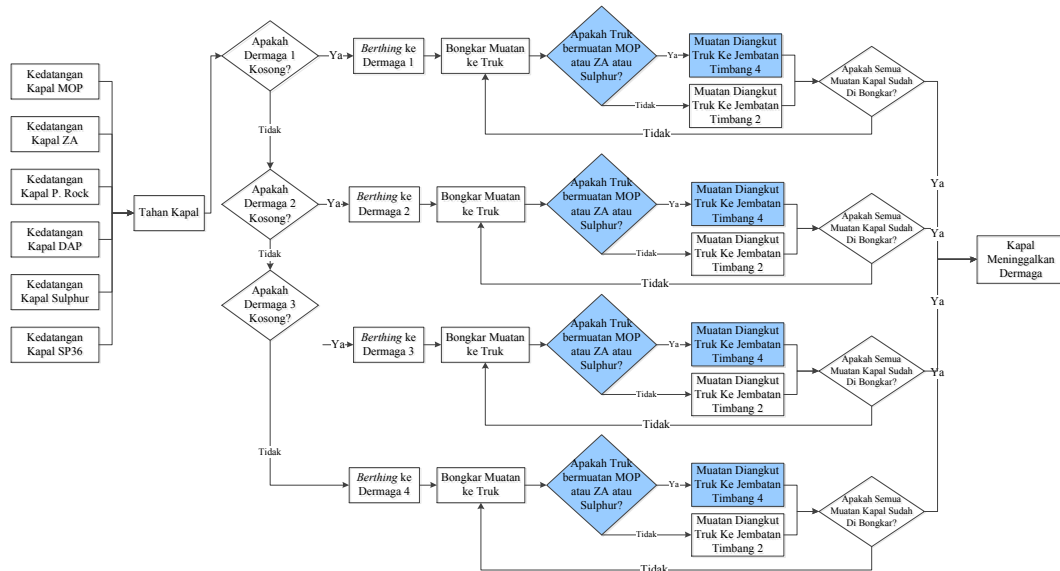 Kedatangan
Kapal MOP
Kedatangan
Kapal ZA
Kedatangan
Kapal P. Rock
Kedatangan
Kapal DAP
Kedatangan
Kapal Sulphur
Kedatangan
Kapal SP36
Tahan Kapal
Apakah
Dermaga 1
Kosong?
Ya
Berthing ke
Dermaga 1
Bongkar Muatan
ke Truk
Apakah Truk
bermuatan MOP
atau ZA atau
Sulphur?
Ya
Muatan Diangkut
Truk Ke Jembatan
Timbang 4
Tidak
Muatan Diangkut
Truk Ke Jembatan
Timbang 2
Apakah Semua
Muatan Kapal Sudah
Di Bongkar?
Tidak
Ya
Tidak
Apakah
Dermaga 2
Kosong?
Ya
Berthing ke
Dermaga 2
Bongkar Muatan
ke Truk
Apakah Truk
bermuatan MOP
atau ZA atau
Sulphur?
Ya
Muatan Diangkut
Truk Ke Jembatan
Timbang 4
Tidak
Muatan Diangkut
Truk Ke Jembatan
Timbang 2
Apakah Semua
Muatan Kapal Sudah
Di Bongkar?
Tidak
Ya
Tidak
Apakah
Dermaga 3
Kosong?
Ya
Berthing ke
Dermaga 3
Bongkar Muatan
ke Truk
Apakah Truk
bermuatan MOP
atau ZA atau
Sulphur?
Ya
Muatan Diangkut
Truk Ke Jembatan
Timbang 4
Tidak
Muatan Diangkut
Truk Ke Jembatan
Timbang 2
Apakah Semua
Muatan Kapal Sudah
Di Bongkar?
Tidak
Ya
Tidak
Berthing ke
Dermaga 4
Bongkar Muatan
ke Truk
Apakah Truk
bermuatan MOP
atau ZA atau
Sulphur?
Ya
Muatan Diangkut
Truk Ke Jembatan
Timbang 4
Tidak
Muatan Diangkut
Truk Ke Jembatan
Timbang 2
Apakah Semua
Muatan Kapal Sudah
Di Bongkar?
Tidak
Ya
Kapal
Meninggalkan
Dermaga